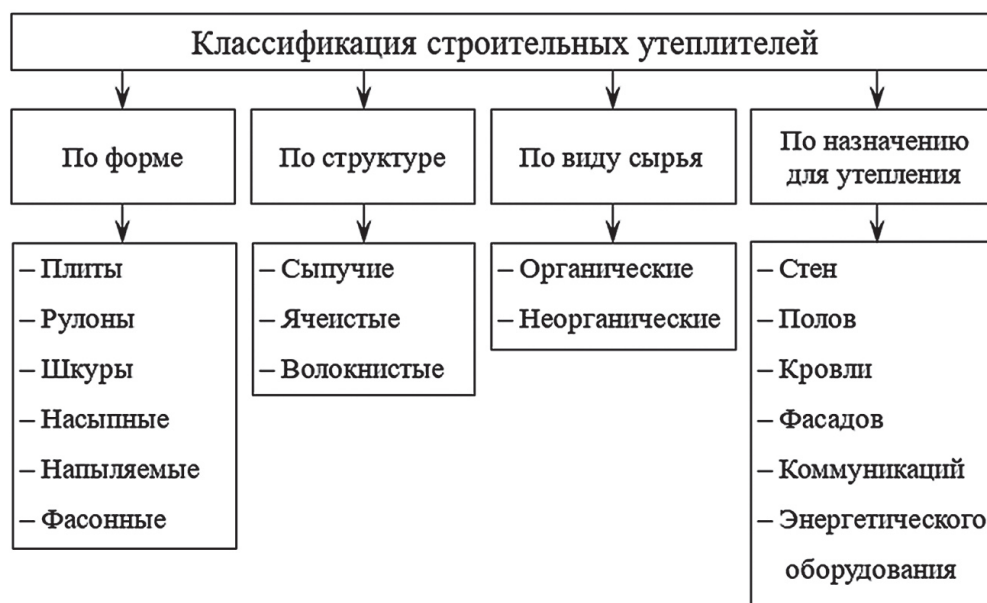 Классификация строительных утеплителей
По форме
– Плиты
– Рулоны
– Шкуры
– Насыпные
– Напыляемые
– Фасонные
По структуре
– Сыпучие
– Ячеистые
– Волокнистые
По виду сырья
– Органические
– Неорганические
По назначению
для утепления
– Стен
– Полов
– Кровли
– Фасадов
– Коммуникаций
– Энергетического
оборудования